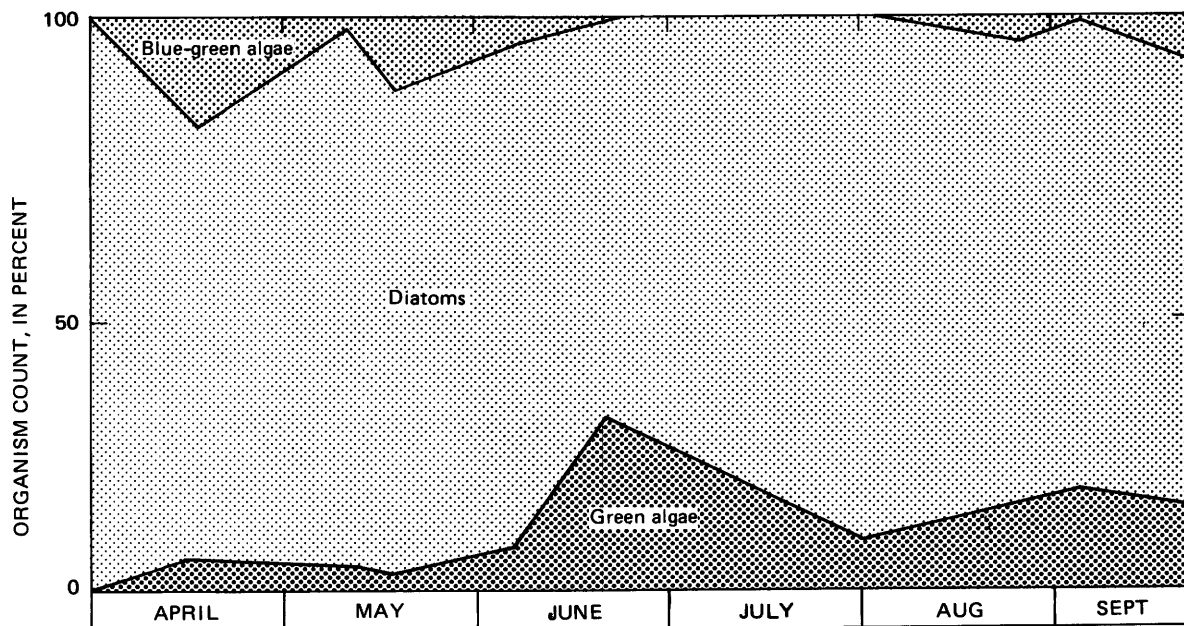 100
Blue-green algae
Diatoms
50
ORGANISM COUNT, IN PERCENT
Green algae
0
APRIL MAY JUNE JULY AUG SEPT